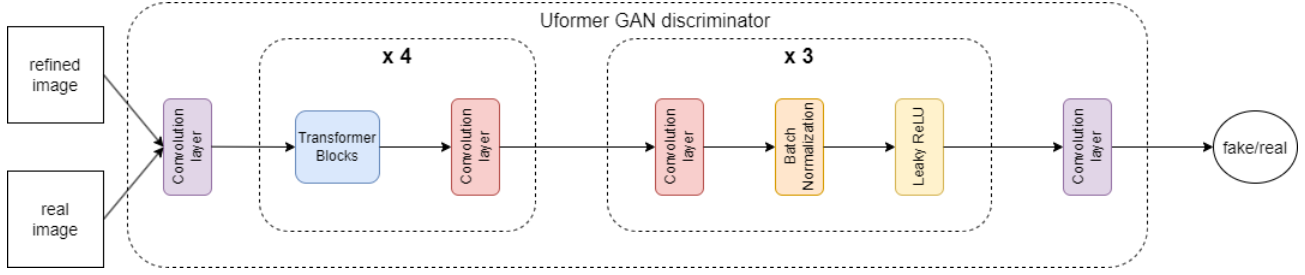 Uformer GAN discriminator
refined
image
real
image
Convolution
layer
x 4
Transformer
Blocks
Convolution
layer
x 3
Convolution
layer
Batch
Normalization
Leaky ReLU
Convolution
layer
fake/real